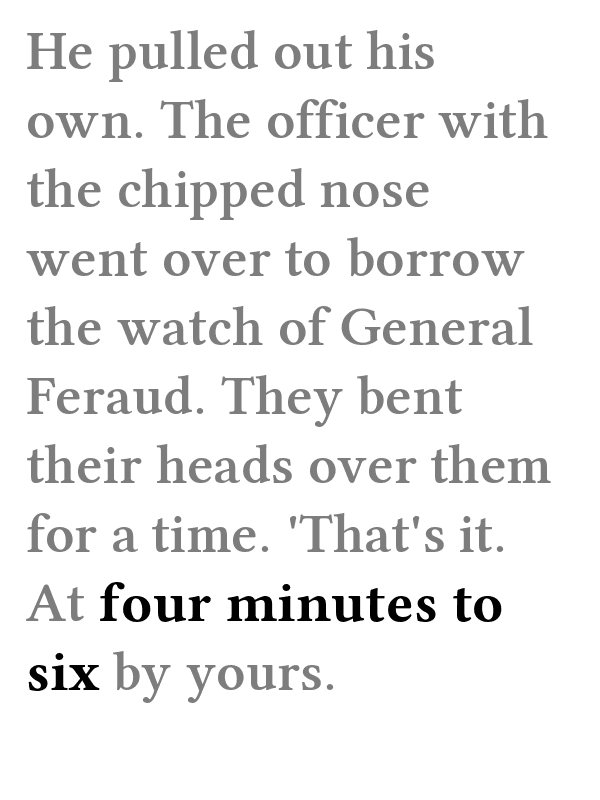 He pulled out his
own. The officer with
the chipped nose
went over to borrow
the watch of General
Feraud. They bent
their heads over them
for a time. 'That's it.
At four minutes to
six by yours.